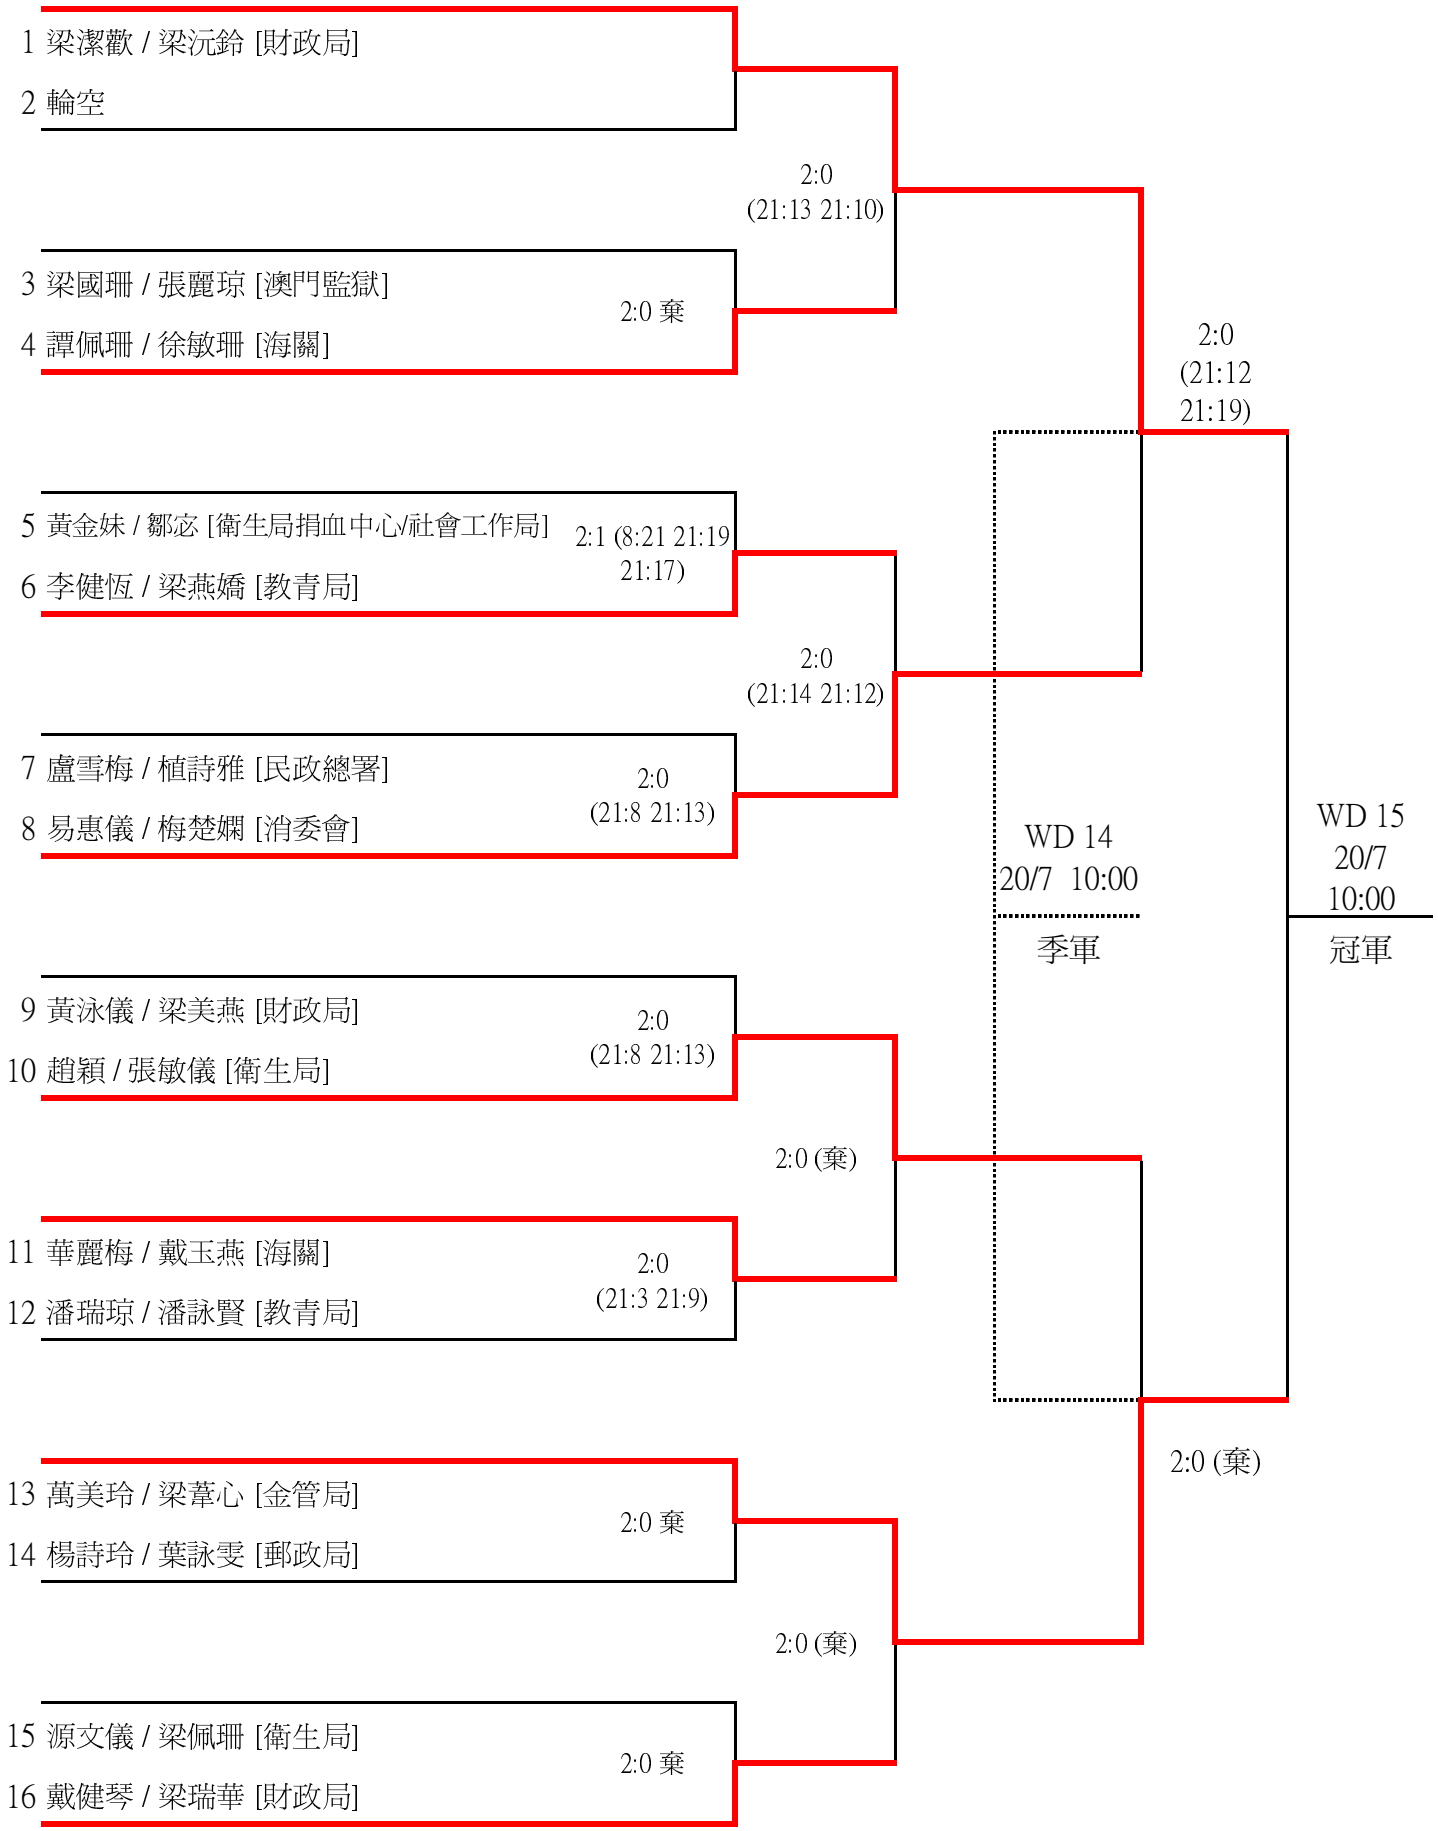 1 梁潔歡 / 梁沅鈴 [財政局]
2 輪空
2:0
(21:13 21:10)
3 梁國珊 / 張麗琼 [澳門監獄]
2:0 棄
4 譚佩珊 / 徐敏珊 [海關]
2:0
(21:12
21:19)
5 黃金妹 / 鄒宓 [衛生局捐血中心/社會工作局]
2:1 (8:21 21:19
21:17)
6 李健恆 / 梁燕嬌 [教青局]
2:0
(21:14 21:12)
7 盧雪梅 / 植詩雅 [民政總署]
2:0
(21:8 21:13)
8 易惠儀 / 梅楚嫻 [消委會]
WD 14
20/7 10:00
季軍
WD 15
20/7
10:00
冠軍
9 黃泳儀 / 梁美燕 [財政局]
2:0
(21:8 21:13)
10 趙穎 / 張敏儀 [衛生局]
2:0 (棄)
11 華麗梅 / 戴玉燕 [海關]
2:0
(21:3 21:9)
12 潘瑞琼 / 潘詠賢 [教青局]
2:0 (棄)
13 萬美玲 / 梁葦心 [金管局]
2:0 棄
14 楊詩玲 / 葉詠雯 [郵政局]
2:0 (棄)
15 源文儀 / 梁佩珊 [衛生局]
2:0 棄
16 戴健琴 / 梁瑞華 [財政局]